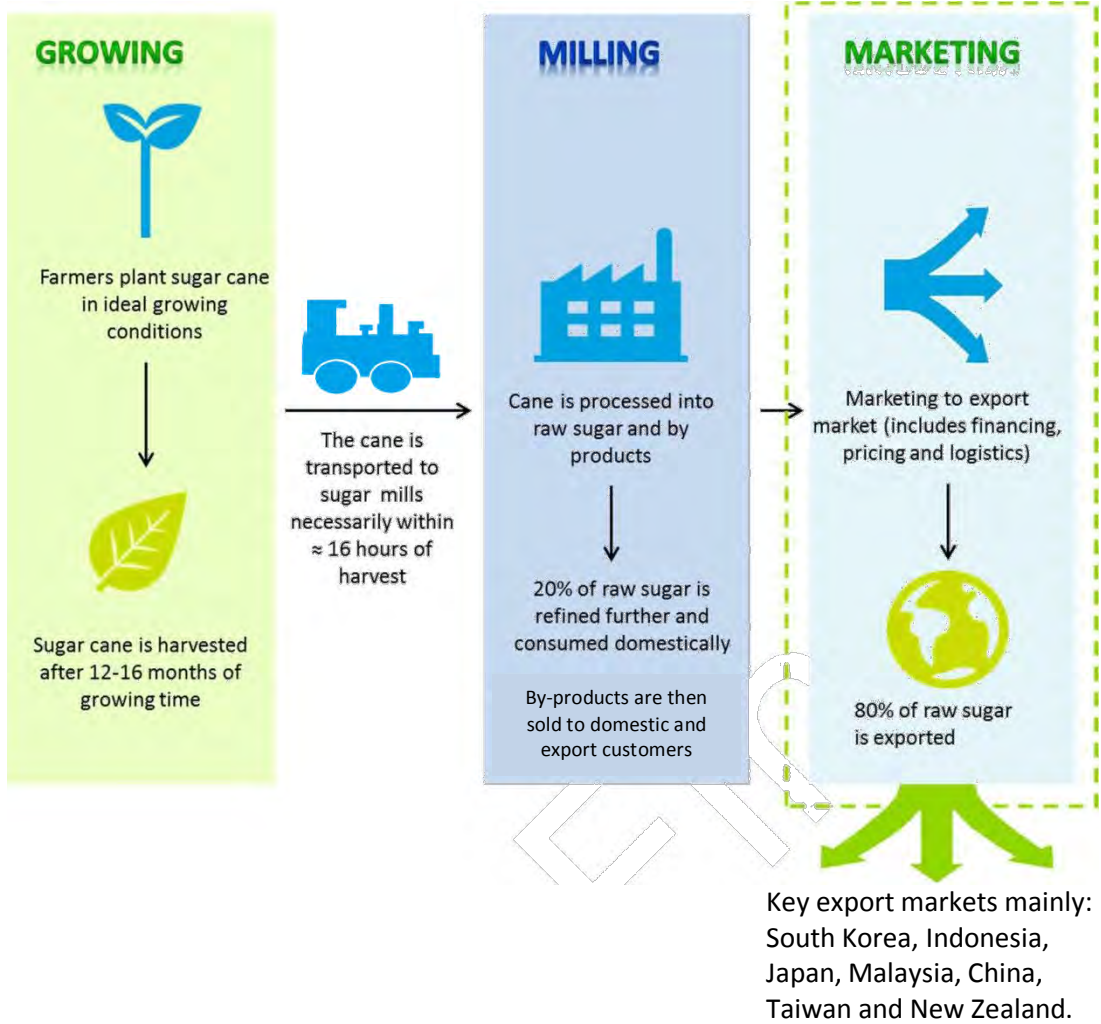 GROWING
Farmers plant sugar cane
in ideal growing
conditions
Sugar cane is harvested
after 12-16 months of
growing time
The cane is
transported to
sugar mills
necessarily within
≈ 16 hours of
harvest
MILLING
Cane is processed into
raw sugar and by
products
20% of raw sugar is
refined further and
consumed domestically
By-products are then
sold to domestic and
export customers
MARKETING
Marketing to export
market (includes financing,
pricing and logistics)
80% of raw sugar
is exported
Key export markets mainly:
South Korea, Indonesia,
Japan, Malaysia, China,
Taiwan and New Zealand.